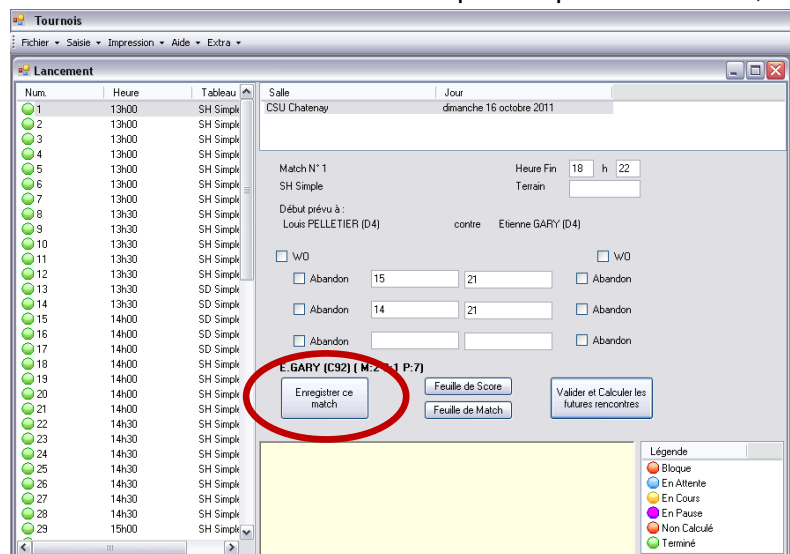 Tournois
Fichier Saisie Impression Aide Extra
Lancement
Num. Heure Tableau
1 13h00 SH Simple
2 13h00 SH Simple
3 13h00 SH Simple
4 13h00 SH Simple
5 13h00 SH Simple
6 13h00 SH Simple
7 13h00 SH Simple
8 13h30 SH Simple
9 13h30 SH Simple
10 13h30 SH Simple
11 13h30 SH Simple
12 13h30 SH Simple
13 13h30 SD Simple
14 13h30 SD Simple
15 14h00 SD Simple
16 14h00 SD Simple
17 14h00 SD Simple
18 14h00 SH Simple
19 14h00 SH Simple
20 14h00 SH Simple
21 14h00 SH Simple
22 14h30 SH Simple
23 14h30 SH Simple
24 14h30 SH Simple
25 14h30 SH Simple
26 14h30 SH Simple
27 14h30 SH Simple
28 14h30 SH Simple
29 15h00 SH Simple
Salle Jour
CSU Chatenay dimanche 16 octobre 2011
Match N° 1 Heure Fin 18 h 22
SH Simple Terrain
Début prévu à :
Louis PELLETIER (D4) contre Etienne GARY (D4)
WO WO
Abandon 15 21 Abandon
Abandon 14 21 Abandon
Abandon Abandon
E.GARY (C92) ( M:2 :1 P:7)
Enregistrer ce
match
Feuille de Score
Feuille de Match
Valider et Calculer les
futures rencontres
Légende
Bloque
En Attente
En Cours
En Pause
Non Calculé
Terminé